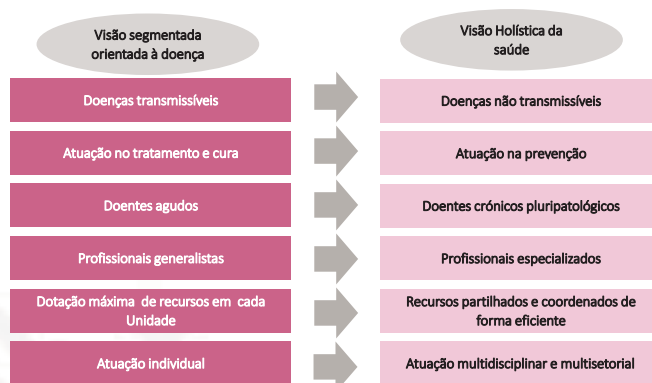 Visão segmentada
orientada à doença
Visão Holística da
saúde
Doenças transmissíveis
Doenças não transmissíveis
Atuação no tratamento e cura
Atuação na prevenção
Doentes agudos
Doentes crónicos pluripatológicos
Profissionais generalistas
Profissionais especializados
Dotação máxima de recursos em cada
Unidade
Recursos partilhados e coordenados de
forma eficiente
Atuação individual
Atuação multidisciplinar e multisetorial